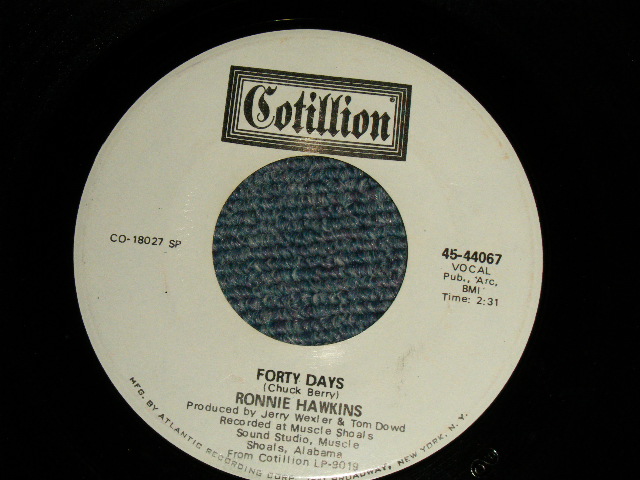 Cotillion
CO-18027 SP
45-44067
VOCAL
Pub., Arc,
BMI
Time: 2:31
FORTY DAYS
(Chuck Berry)
RONNIE HAWKINS
Produced by Jerry Wexler & Tom Dowd
Recorded at Muscle Shoals
Sound Studio, Muscle
Shoals, Alabama
From Cotillion LP-9019
MFG. BY ATLANTIC RECORDING CORP. BROADWAY, NEW YORK, N. Y.